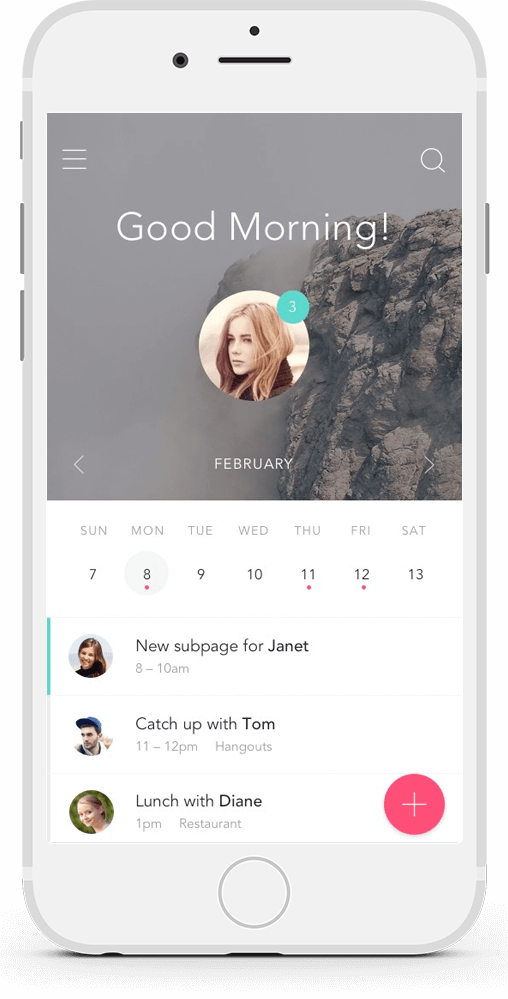 Good Morning!
3
FEBRUARY
SUN MON TUE WED THU FRI SAT
7 8 9 10 11 12 13
New subpage for Janet
8 – 10am
Catch up with Tom
11 – 12pm Hangouts
Lunch with Diane
1pm Restaurant